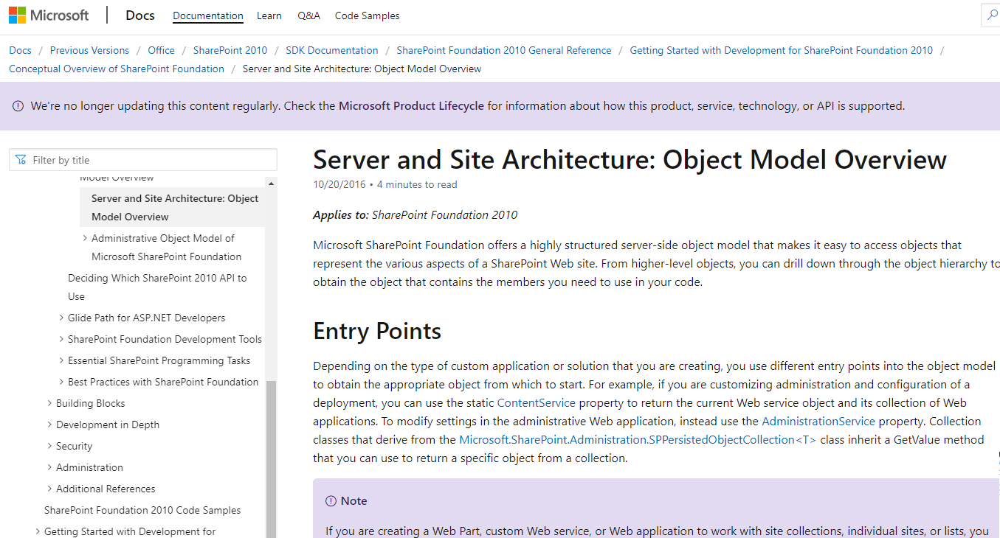 Microsoft Docs Documentation Learn Q&A Code Samples
Docs / Previous Versions / Office / SharePoint 2010 / SDK Documentation / SharePoint Foundation 2010 General Reference / Getting Started with Development for SharePoint Foundation 2010 /
Conceptual Overview of SharePoint Foundation / Server and Site Architecture: Object Model Overview
We're no longer updating this content regularly. Check the Microsoft Product Lifecycle for information about how this product, service, technology, or API is supported.
Filter by title
Model Overview
Server and Site Architecture: Object
Model Overview
Administrative Object Model of
Microsoft SharePoint Foundation
Deciding Which SharePoint 2010 API to
Use
Glide Path for ASP.NET Developers
SharePoint Foundation Development Tools
Essential SharePoint Programming Tasks
Best Practices with SharePoint Foundation
Building Blocks
Development in Depth
Security
Administration
Additional References
SharePoint Foundation 2010 Code Samples
Getting Started with Development for
Server and Site Architecture: Object Model Overview
10/20/2016 • 4 minutes to read
Applies to: SharePoint Foundation 2010
Microsoft SharePoint Foundation offers a highly structured server-side object model that makes it easy to access objects that
represent the various aspects of a SharePoint Web site. From higher-level objects, you can drill down through the object hierarchy to
obtain the object that contains the members you need to use in your code.
Entry Points
Depending on the type of custom application or solution that you are creating, you use different entry points into the object model
to obtain the appropriate object from which to start. For example, if you are customizing administration and configuration of a
deployment, you can use the static ContentService property to return the current Web service object and its collection of Web
applications. To modify settings in the administrative Web application, instead use the AdministrationService property. Collection
classes that derive from the Microsoft.SharePoint.Administration.SPPersistedObjectCollection<T> class inherit a GetValue method
that you can use to return a specific object from a collection.
Note
If you are creating a Web Part, custom Web service, or Web application to work with site collections, individual sites, or lists, you